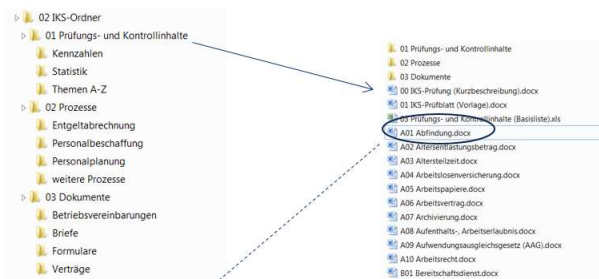 02 IKS-Ordner
01 Prüfungs- und Kontrollinhalte
Kennzahlen
Statistik
Themen A-Z
02 Prozesse
Entgeltabrechnung
Personalbeschaffung
Personalplanung
weitere Prozesse
03 Dokumente
Betriebsvereinbarungen
Briefe
Formulare
Verträge
01 Prüfungs- und Kontrollinhalte
02 Prozesse
03 Dokumente
00 IKS-Prüfung (Kurzbeschreibung).docx
01 IKS-Prüfblatt (Vorlage).docx
03 Prüfungs- und Kontrollinhalte (Basisliste).xls
A01 Abfindung.docx
A02 Altersentlastungsbetrag.docx
A03 Altersteilzeit.docx
A04 Arbeitslosenversicherung.docx
A05 Arbeitspapiere.docx
A06 Arbeitsvertrag.docx
A07 Archivierung.docx
A08 Aufenthalts-, Arbeitserlaubnis.docx
A09 Aufwendungsausgleichsgesetz (AAG).docx
A10 Arbeitsrecht.docx
B01 Bereitschaftsdienst.docx